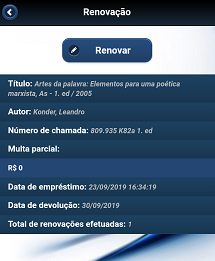 Renovação
Renovar
Título: Artes da palavra: Elementos para uma poética
marxista, As - 1. ed / 2005
Autor: Konder, Leandro
Número de chamada: 809.935 K82a 1. ed
Multa parcial:
R$ 0
Data de empréstimo: 23/09/2019 16:34:19
Data de devolução: 30/09/2019
Total de renovações efetuadas: 1